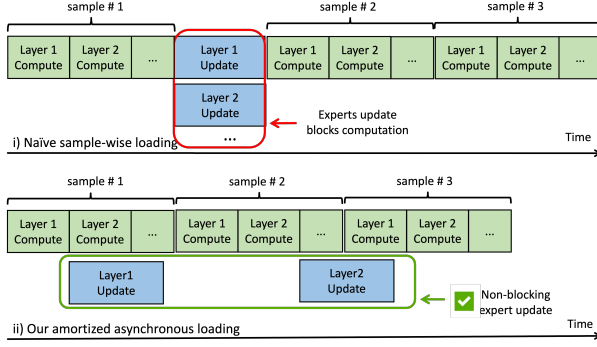 sample # 1
sample # 2
sample # 3
Layer 1
Compute
Layer 2
Compute
...
Layer 1
Update
Layer 1
Compute
Layer 2
Compute
...
Layer 1
Compute
Layer 2
Compute
...
Layer 2
Update
...
Experts update
blocks computation
i) Naïve sample-wise loading
Time
sample # 1
sample # 2
sample # 3
Layer 1
Compute
Layer 2
Compute
...
Layer 1
Compute
Layer 2
Compute
...
Layer 1
Compute
Layer 2
Compute
...
Layer1
Update
Layer2
Update
Non-blocking
expert update
ii) Our amortized asynchronous loading
Time